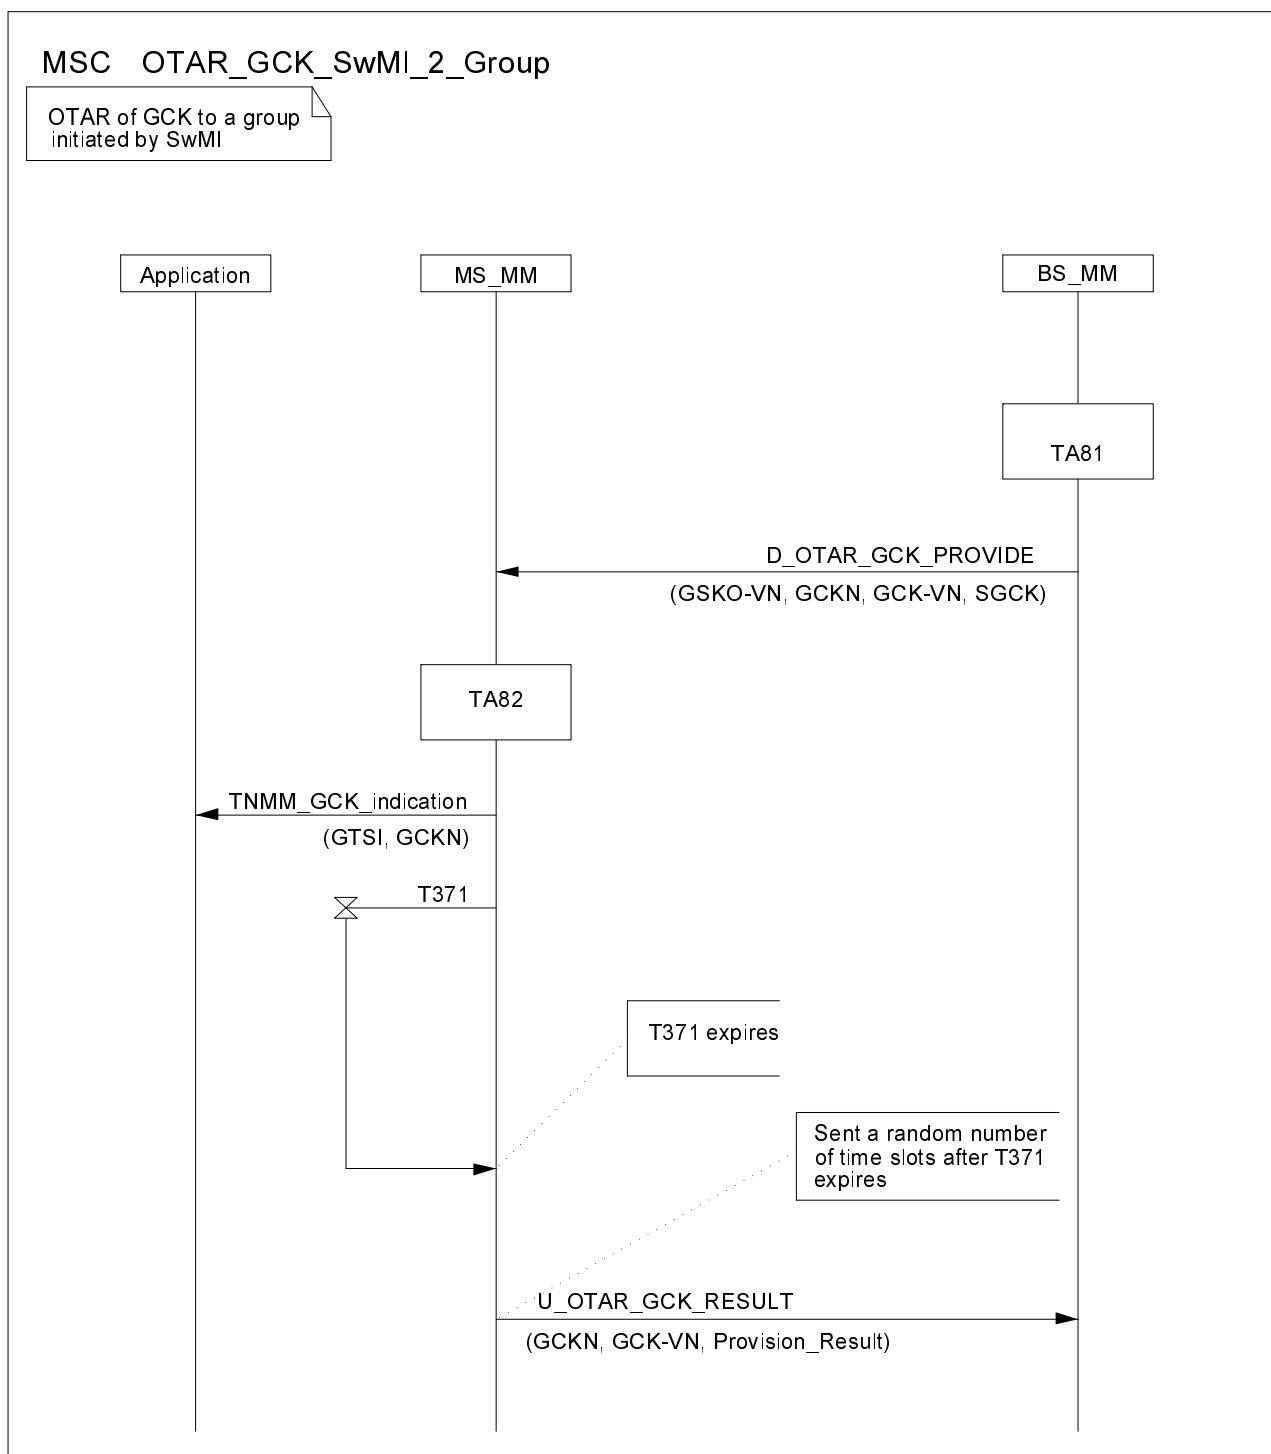 MSC OTAR_GCK_SwMI_2_Group
OTAR of GCK to a group
initiated by SwMI
Application
MS_MM
BS_MM
TA81
D_OTAR_GCK_PROVIDE
(GSKO-VN, GCKN, GCK-VN, SGCK)
TA82
TNMM_GCK_indication
(GTSI, GCKN)
T371
T371 expires
Sent a random number
of time slots after T371
expires
U_OTAR_GCK_RESULT
(GCKN, GCK-VN, Provision_Result)